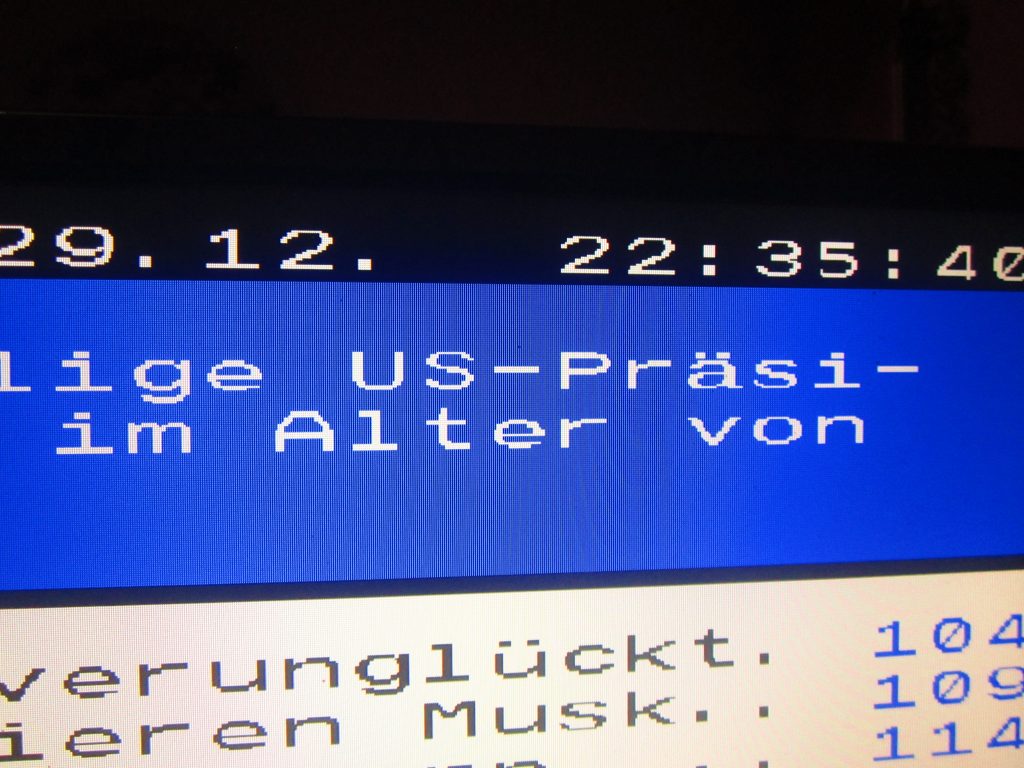 29.12. 22:35:40
lige US-Präsi-
im Alter von
verunglückt. 104
ieren Musk.. 109
114